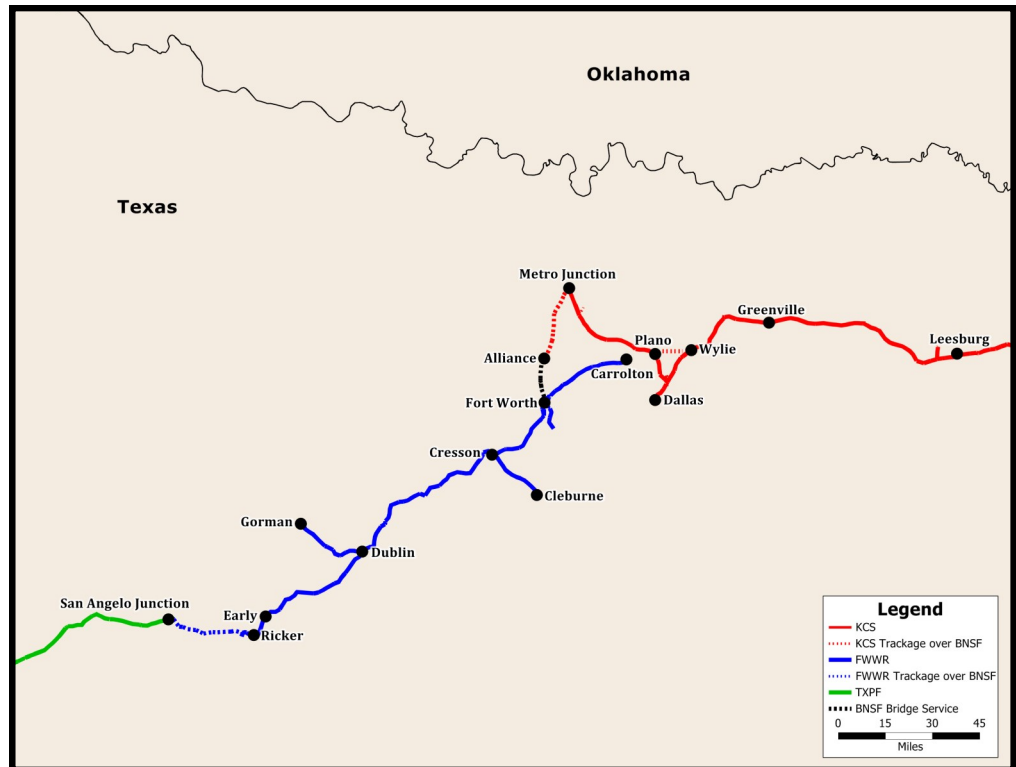 Oklahoma
Texas
Metro Junction
Greenville
Leesburg
Plano
Wylie
Alliance
Carrolton
Fort Worth
Dallas
Cresson
Cleburne
Gorman
Dublin
San Angelo Junction
Early
Ricker
Legend
KCS
KCS Trackage over BNSF
FWWR
FWWR Trackage over BNSF
TXPF
BNSF Bridge Service
0 15 30 45
Miles